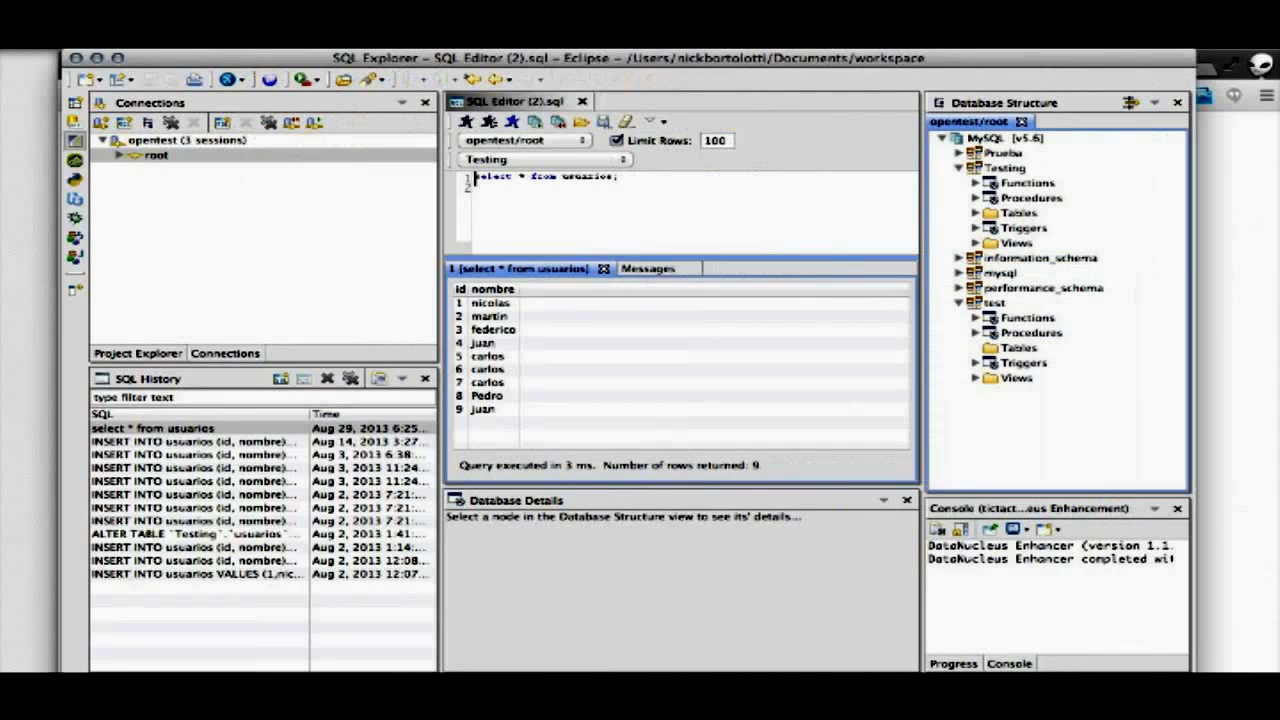 SQL Explorer – SQL Editor (2).sql – Eclipse – /Users/nickbortolotti/Documents/workspace
Connections
opentest (3 sessions)
root
Project Explorer
Connections
SQL History
type filter text
SQL Time
select * from usuarios Aug 29, 2013 6:25...
INSERT INTO usuarios (id, nombre)... Aug 14, 2013 3:27...
INSERT INTO usuarios (id, nombre)... Aug 3, 2013 6:38:...
INSERT INTO usuarios (id, nombre)... Aug 3, 2013 11:24...
INSERT INTO usuarios (id, nombre)... Aug 3, 2013 11:24...
INSERT INTO usuarios (id, nombre)... Aug 2, 2013 7:21:...
INSERT INTO usuarios (id, nombre)... Aug 2, 2013 7:21:...
INSERT INTO usuarios (id, nombre)... Aug 2, 2013 7:21:...
ALTER TABLE `Testing`.`usuarios`... Aug 2, 2013 1:41:...
INSERT INTO usuarios (id, nombre)... Aug 2, 2013 1:14:...
INSERT INTO usuarios (id, nombre)... Aug 2, 2013 12:08...
INSERT INTO usuarios VALUES (1,nic... Aug 2, 2013 12:07...
SQL Editor (2).sql
opentest/root Limit Rows: 100
Testing
1 select * from usuarios;
2
1 [select * from usuarios] Messages
id nombre
1 nicolas
2 martin
3 federico
4 juan
5 carlos
6 carlos
7 carlos
8 Pedro
9 juan
Query executed in 3 ms. Number of rows returned: 9
Database Details
Select a node in the Database Structure view to see its' details...
Database Structure
opentest/root
MySQL [v5.6]
Prueba
Testing
Functions
Procedures
Tables
Triggers
Views
information_schema
mysql
performance_schema
test
Functions
Procedures
Tables
Triggers
Views
Console (tictact...eus Enhancement)
DataNucleus Enhancer (version 1.1.
DataNucleus Enhancer completed wi
Progress
Console